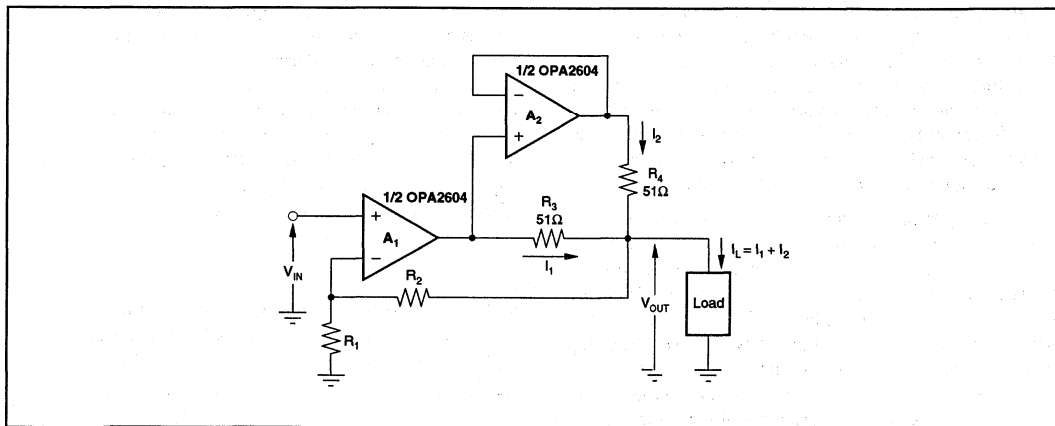 1/2 OPA2604
−
A2
+
I2
R4
51Ω
1/2 OPA2604
+
A1
−
R3
51Ω
I1
IL = I1 + I2
VIN
R2
VOUT
Load
R1